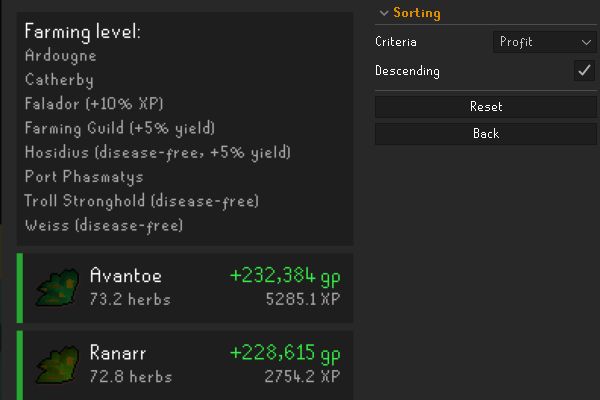 Farming level:
Ardougne
Catherby
Falador (+10% XP)
Farming Guild (+5% yield)
Hosidius (disease-free, +5% yield)
Port Phasmatys
Troll Stronghold (disease-free)
Weiss (disease-free)
Avantoe +232,384 gp
73.2 herbs 5285.1 XP
Ranarr +228,615 gp
72.8 herbs 2754.2 XP
Sorting
Criteria Profit
Descending
Reset
Back